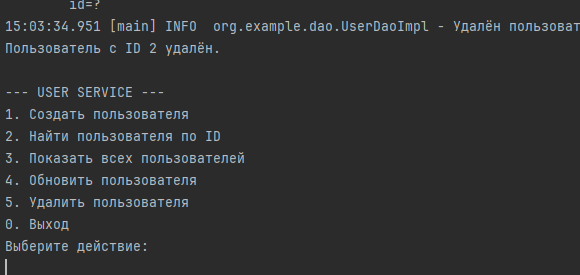 id=?
15:03:34.951 [main] INFO  org.example.dao.UserDaoImpl - Удалён пользоват
Пользователь с ID 2 удалён.
--- USER SERVICE ---
1. Создать пользователя
2. Найти пользователя по ID
3. Показать всех пользователей
4. Обновить пользователя
5. Удалить пользователя
0. Выход
Выберите действие: